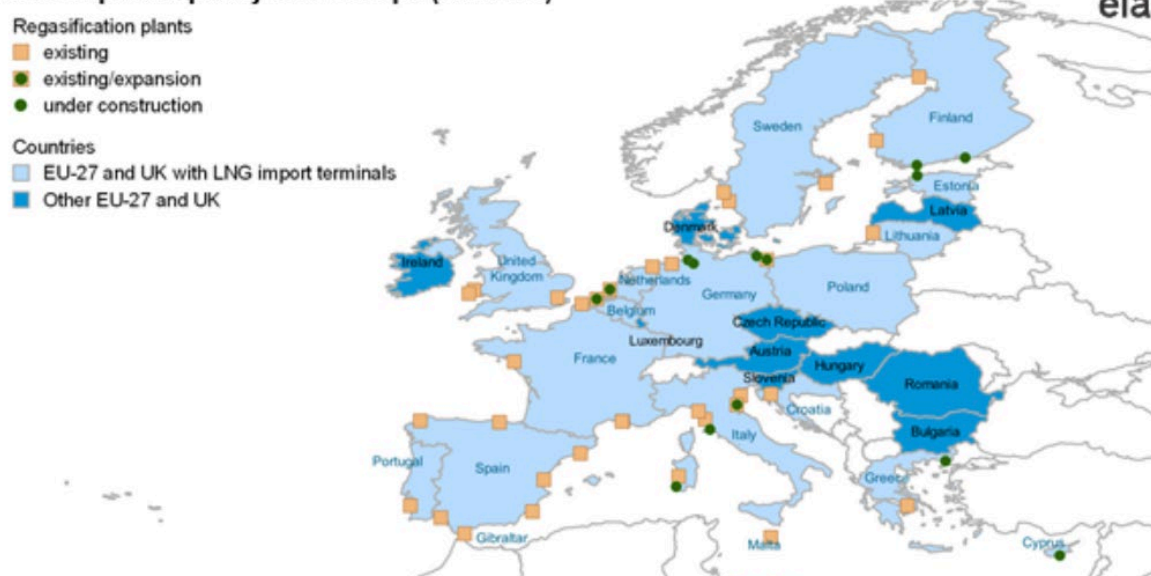 eia
Regasification plants
existing
existing/expansion
under construction
Countries
EU-27 and UK with LNG import terminals
Other EU-27 and UK
Finland
Sweden
Estonia
Latvia
Denmark
Lithuania
Ireland
United
Kingdom
Netherlands
Germany
Poland
Belgium
Czech Republic
Luxembourg
France
Austria
Hungary
Slovenia
Romania
Croatia
Bulgaria
Italy
Portugal
Spain
Greec
Gibraltar
Malta
Cyprus